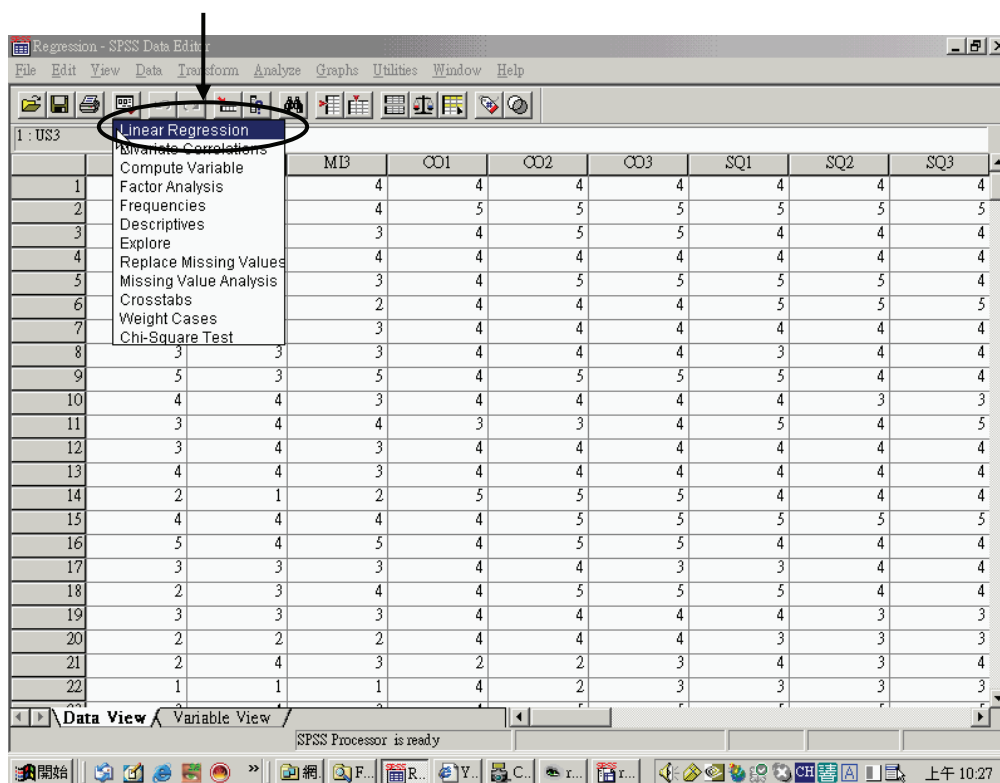 Regression - SPSS Data Editor
File Edit View Data Transform Analyze Graphs Utilities Window Help
1 : US3
Linear Regression
Bivariate Correlations
Compute Variable
Factor Analysis
Frequencies
Descriptives
Explore
Replace Missing Values
Missing Value Analysis
Crosstabs
Weight Cases
Chi-Square Test
MI3 CO1 CO2 CO3 SQ1 SQ2 SQ3
1 4 4 4 4 4 4 4
2 4 5 5 5 5 5 5
3 3 4 5 5 4 4 4
4 4 4 4 4 4 4 4
5 3 4 5 5 5 5 4
6 2 4 4 4 5 5 5
7 3 4 4 4 4 4 4
8 3 3 3 4 4 4 3 4 4
9 5 3 5 4 5 5 5 4 4
10 4 4 3 4 4 4 4 3 3
11 3 4 4 3 3 4 5 4 5
12 3 4 3 4 4 4 4 4 4
13 4 4 3 4 4 4 4 4 4
14 2 1 2 5 5 5 4 4 4
15 4 4 4 4 5 5 5 5 5
16 5 4 5 4 5 5 4 4 4
17 3 3 3 4 4 3 3 4 4
18 2 3 4 4 5 5 5 4 4
19 3 3 3 4 4 4 4 3 3
20 2 2 2 4 4 4 3 3 3
21 2 4 3 2 2 3 4 3 4
22 1 1 1 4 2 3 3 3 3
Data View Variable View
SPSS Processor is ready
開始 » 網. F... R.. Y.. C.. r... r... CH A 上午 10:27